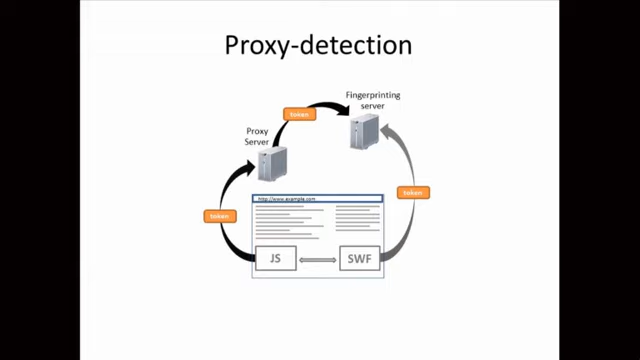 Proxy-detection
Fingerprinting
server
token
Proxy
Server
token
token
http://www.example.com
JS
SWF